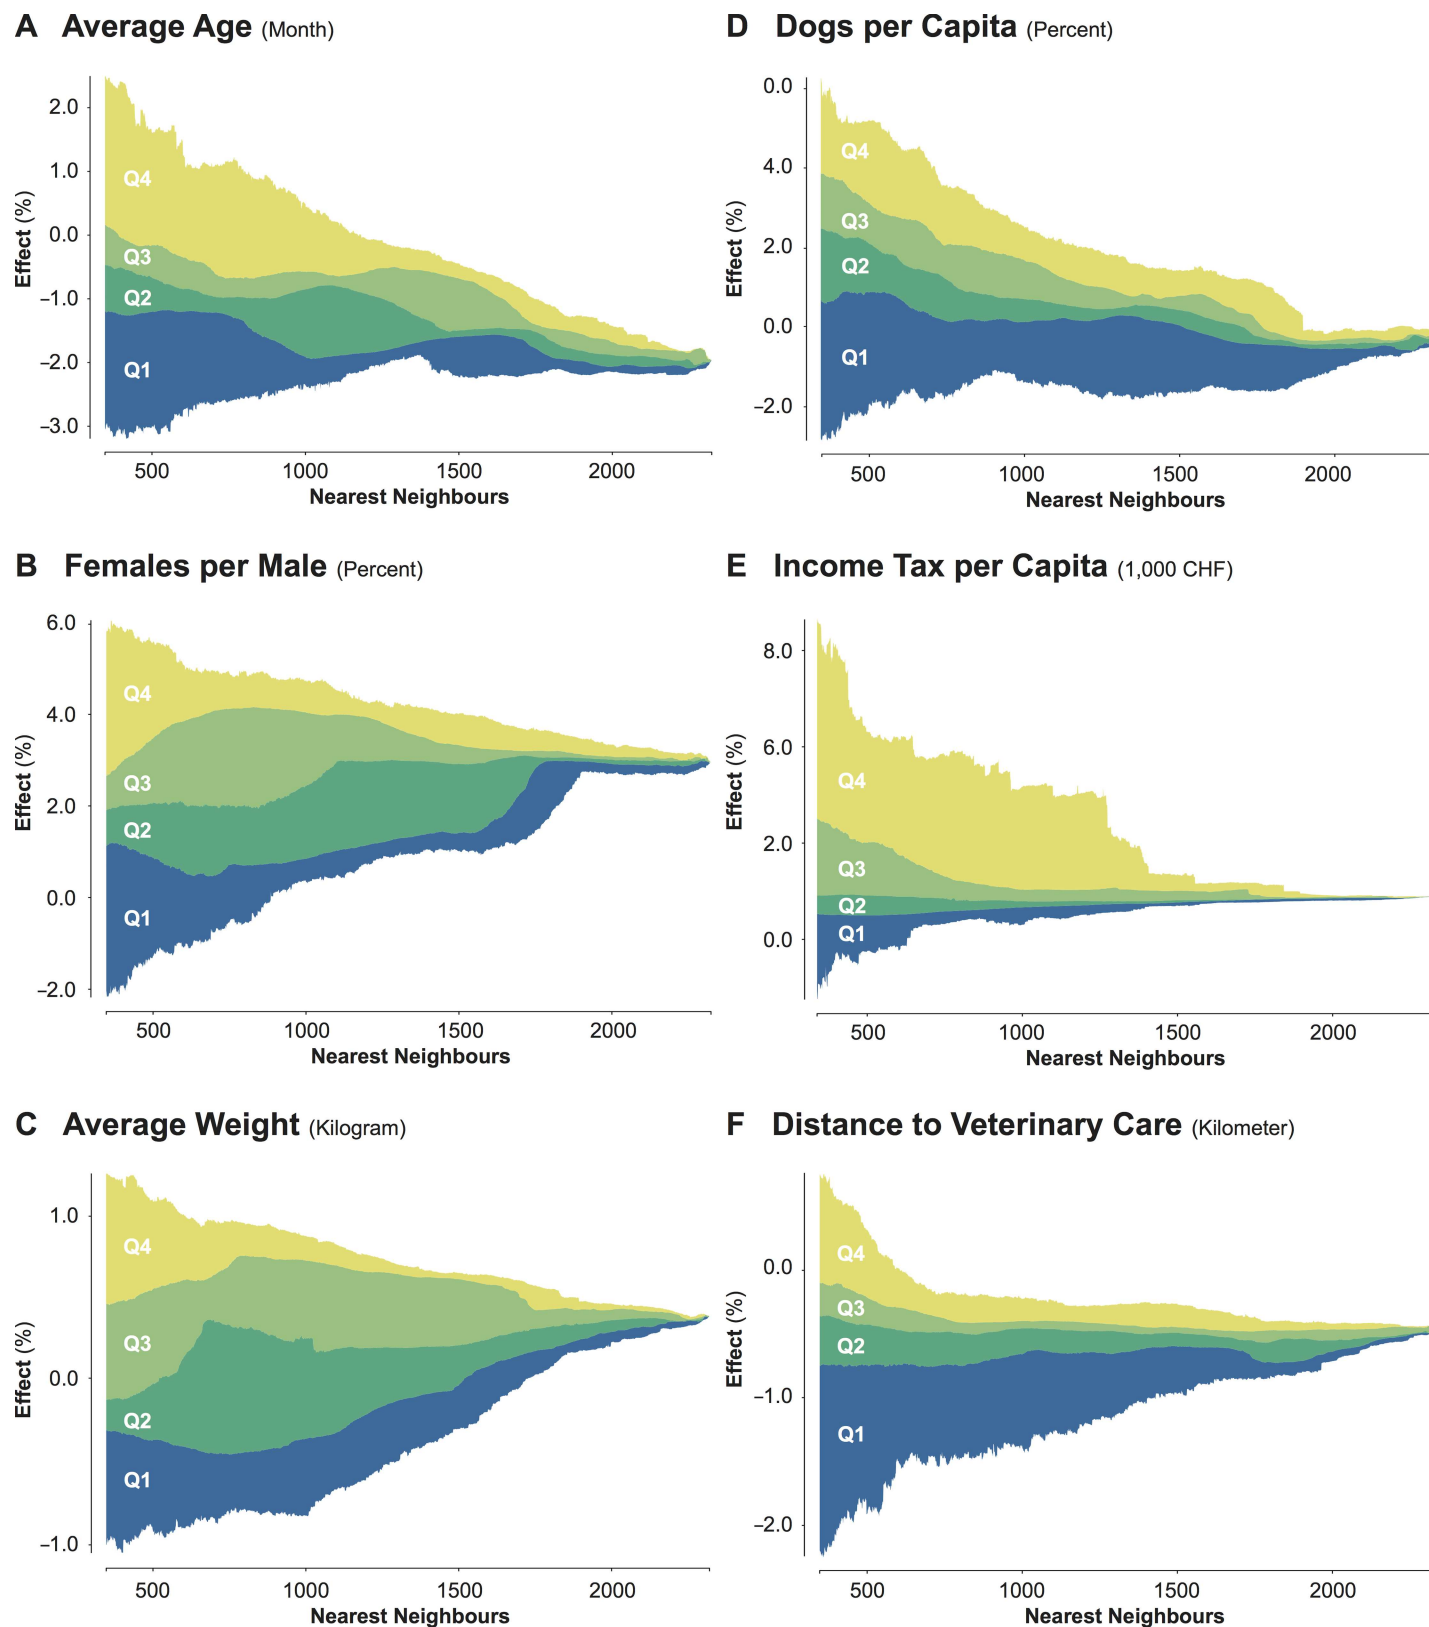 A Average Age (Month)
2.0
1.0
0.0
−1.0
−2.0
−3.0
Effect (%)
Q4
Q3
Q2
Q1
500 1000 1500 2000
Nearest Neighbours
D Dogs per Capita (Percent)
0.0
4.0
2.0
0.0
−2.0
Effect (%)
Q4
Q3
Q2
Q1
500 1000 1500 2000
Nearest Neighbours
B Females per Male (Percent)
6.0
4.0
2.0
0.0
−2.0
Effect (%)
Q4
Q3
Q2
Q1
500 1000 1500 2000
Nearest Neighbours
E Income Tax per Capita (1,000 CHF)
8.0
6.0
2.0
0.0
Effect (%)
Q4
Q3
Q2
Q1
500 1000 1500 2000
Nearest Neighbours
C Average Weight (Kilogram)
1.0
0.0
−1.0
Effect (%)
Q4
Q3
Q2
Q1
500 1000 1500 2000
Nearest Neighbours
F Distance to Veterinary Care (Kilometer)
0.0
−1.0
−2.0
Effect (%)
Q4
Q3
Q2
Q1
500 1000 1500 2000
Nearest Neighbours